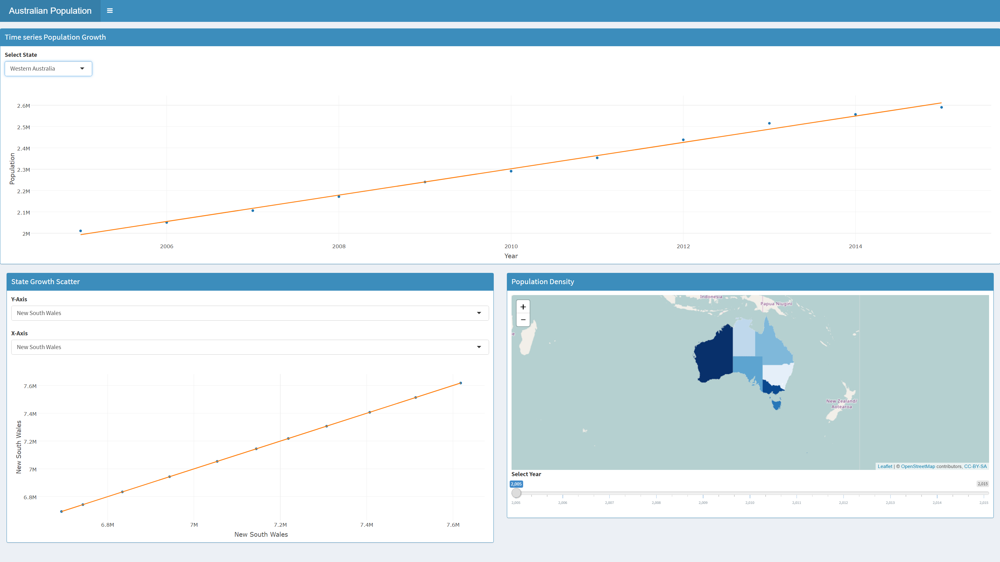 Australian Population
Time series Population Growth
Select State
Western Australia
2.6M
2.5M
2.4M
2.3M
2.2M
2.1M
2M
Population
2006
2008
2010
2012
2014
Year
State Growth Scatter
Y-Axis
New South Wales
X-Axis
New South Wales
7.6M
7.4M
7.2M
7M
6.8M
New South Wales
6.8M
7M
7.2M
7.4M
7.6M
New South Wales
Population Density
+
−
Indonesia
Papua Niugini
e
New Zealand/
Aotearoa
Leaflet | © OpenStreetMap contributors, CC-BY-SA
Select Year
2,005
2,015
2,005
2,006
2,007
2,008
2,009
2,010
2,011
2,012
2,013
2,014
2,015